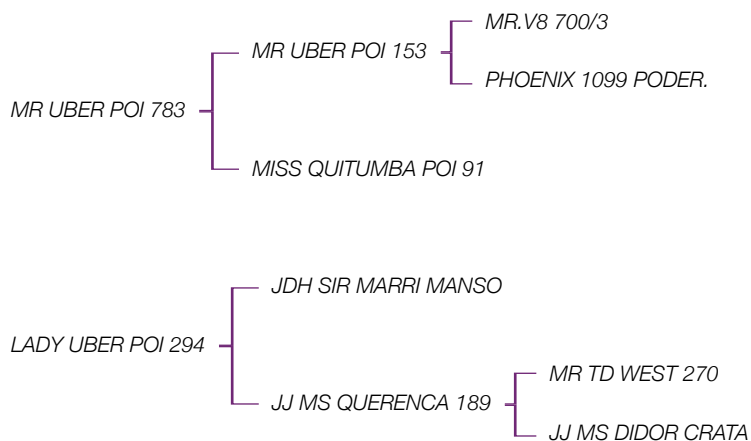 MR.V8 700/3
MR UBER POI 153
PHOENIX 1099 PODER.
MR UBER POI 783
MISS QUITUMBA POI 91
JDH SIR MARRI MANSO
LADY UBER POI 294
MR TD WEST 270
JJ MS QUERENCA 189
JJ MS DIDOR CRATA